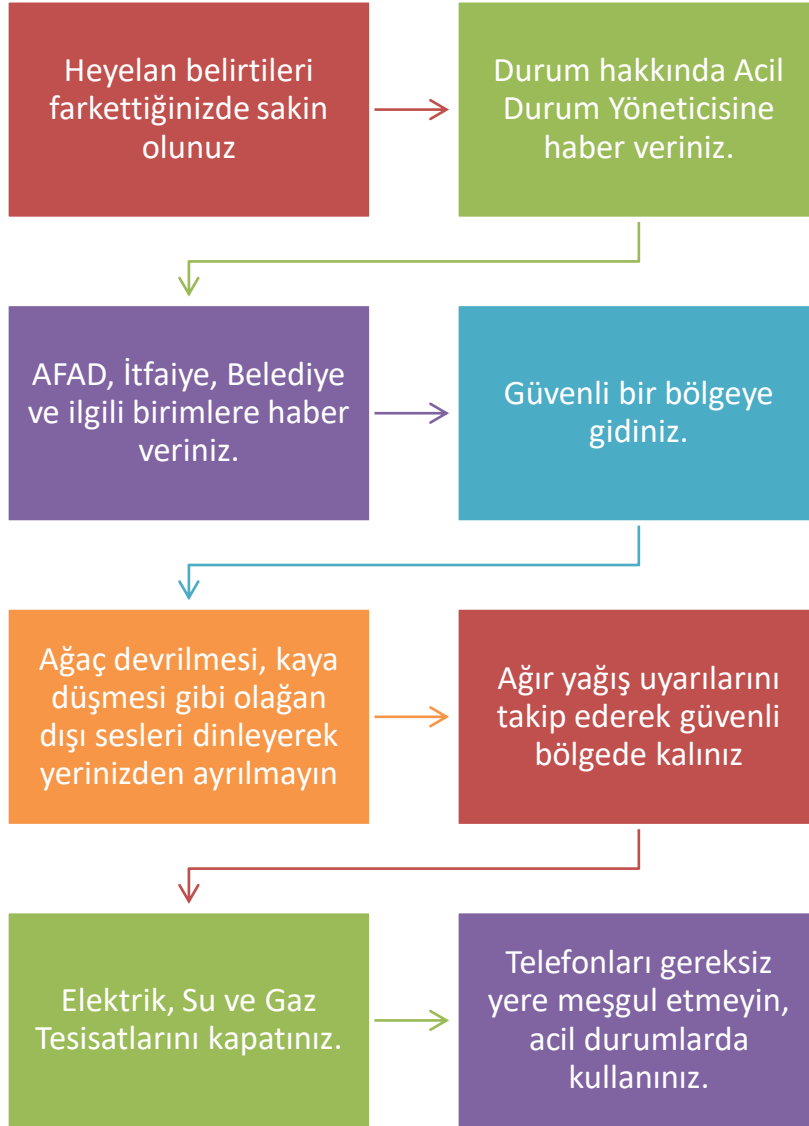 Heyelan belirtileri
farkettiğinizde sakin
olunuz
Durum hakkında Acil
Durum Yöneticisine
haber veriniz.
AFAD, İtfaiye, Belediye
ve ilgili birimlere haber
veriniz.
Güvenli bir bölgeye
gidiniz.
Ağaç devrilmesi, kaya
düşmesi gibi olağan
dışı sesleri dinleyerek
yerinizden ayrılmayın
Ağır yağış uyarılarını
takip ederek güvenli
bölgede kalınız
Elektrik, Su ve Gaz
Tesisatlarını kapatınız.
Telefonları gereksiz
yere meşgul etmeyin,
acil durumlarda
kullanınız.